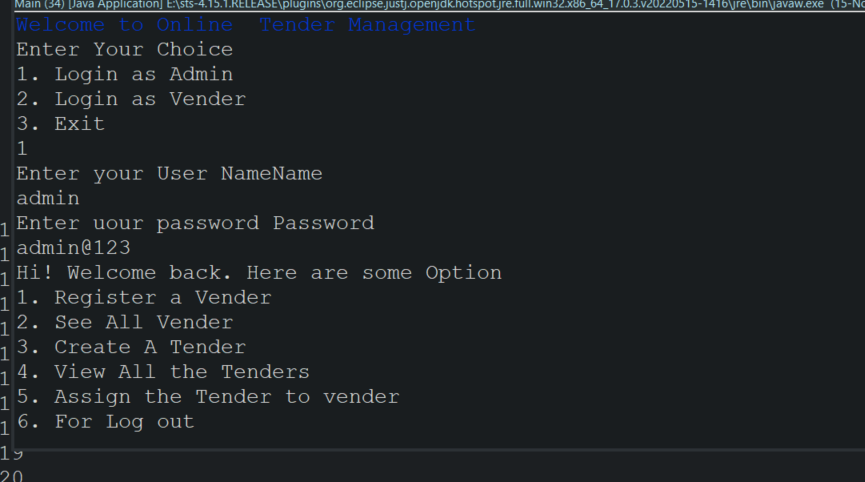 Main (34) [Java Application] E:\sts-4.15.1.RELEASE\plugins\org.eclipse.justj.openjdk.hotspot.jre.full.win32.x86_64_17.0.3.v20220515-1416\jre\bin\javaw.exe (15-No
Welcome to Online  Tender Management
Enter Your Choice
1. Login as Admin
2. Login as Vender
3. Exit
1
Enter your User NameName
admin
Enter uour password Password
admin@123
Hi! Welcome back. Here are some Option
1. Register a Vender
2. See All Vender
3. Create A Tender
4. View All the Tenders
5. Assign the Tender to vender
6. For Log out
19
20